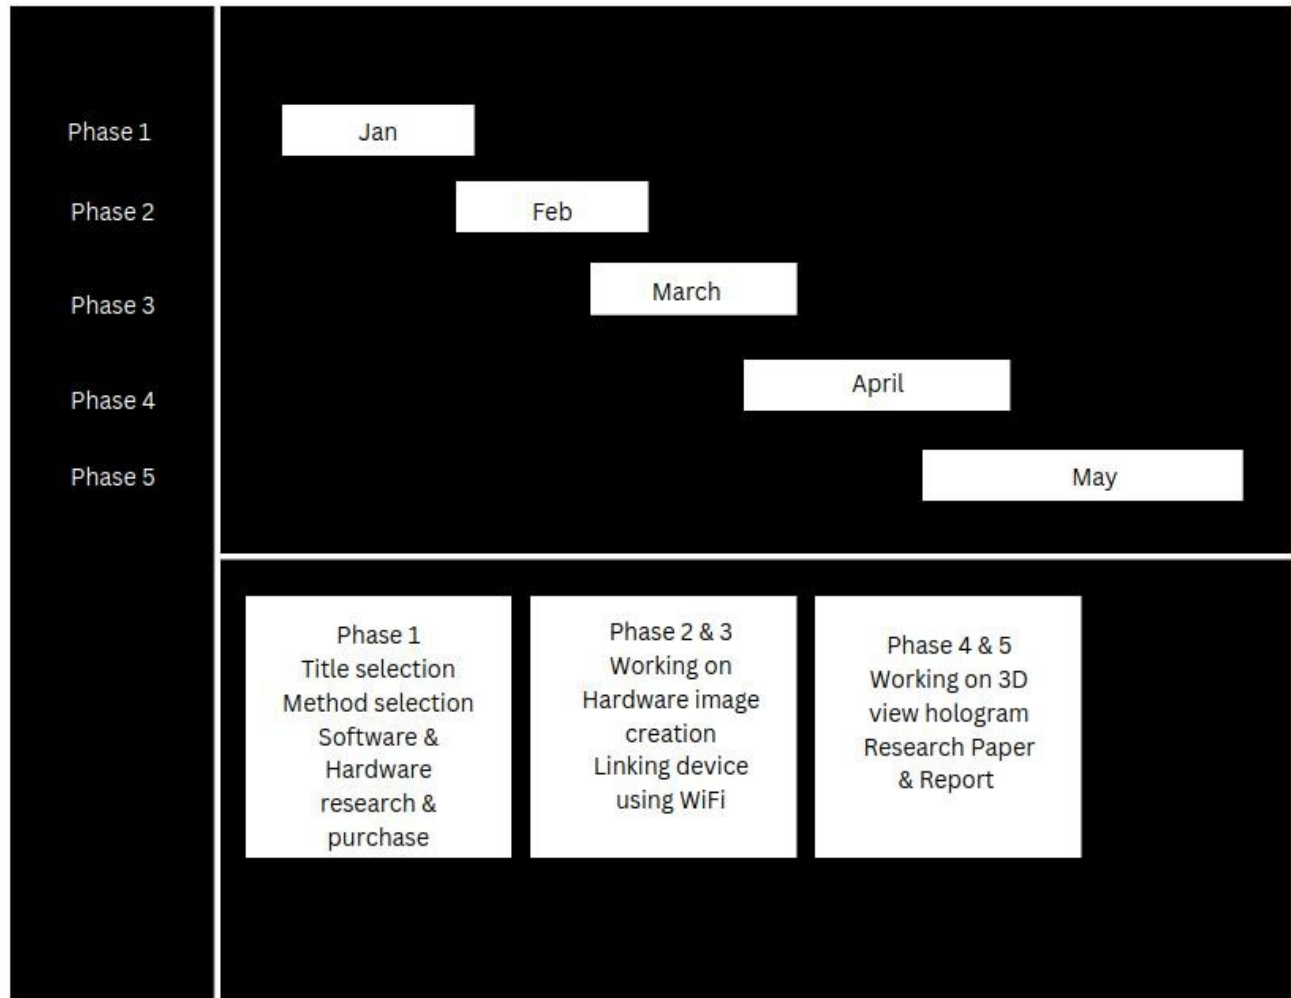 Phase 1
Jan
Phase 2
Feb
Phase 3
March
Phase 4
April
Phase 5
May
Phase 1
Title selection
Method selection
Software &
Hardware
research &
purchase
Phase 2 & 3
Working on
Hardware image
creation
Linking device
using WiFi
Phase 4 & 5
Working on 3D
view hologram
Research Paper
& Report